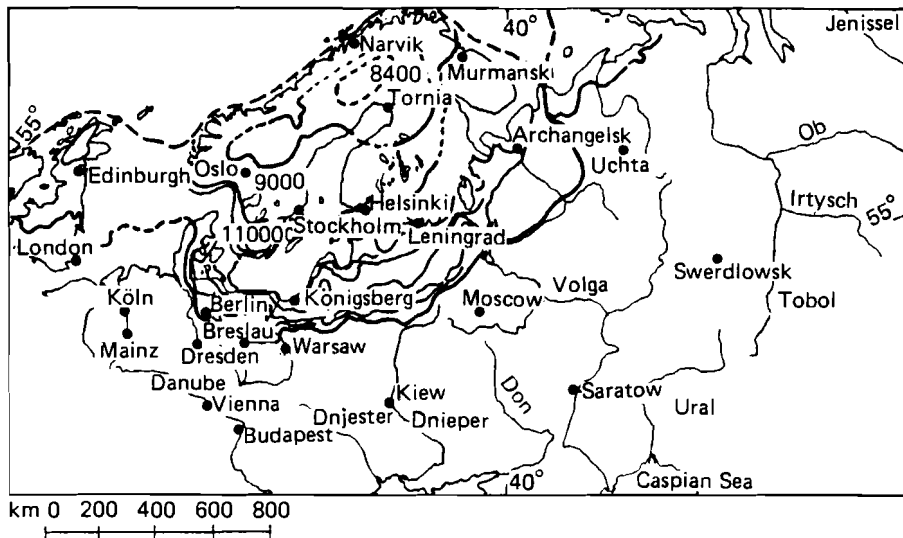 40°
Jenissel
Narvik
8400
Murmanski
Tornia
55°
Archangelsk
Ob
Edinburgh
Oslo
9000
Uchta
Helsinki
Irtysch
110000
Stockholm
Leningrad
55°
London
Swerdlowsk
Köln
Berlin
Königsberg
Volga
Moscow
Tobol
Breslau
Mainz
Dresden
Warsaw
Danube
Kiew
Don
Saratow
Vienna
Dnjester
Dnieper
Ural
Budapest
40°
Caspian Sea
km 0 200 400 600 800